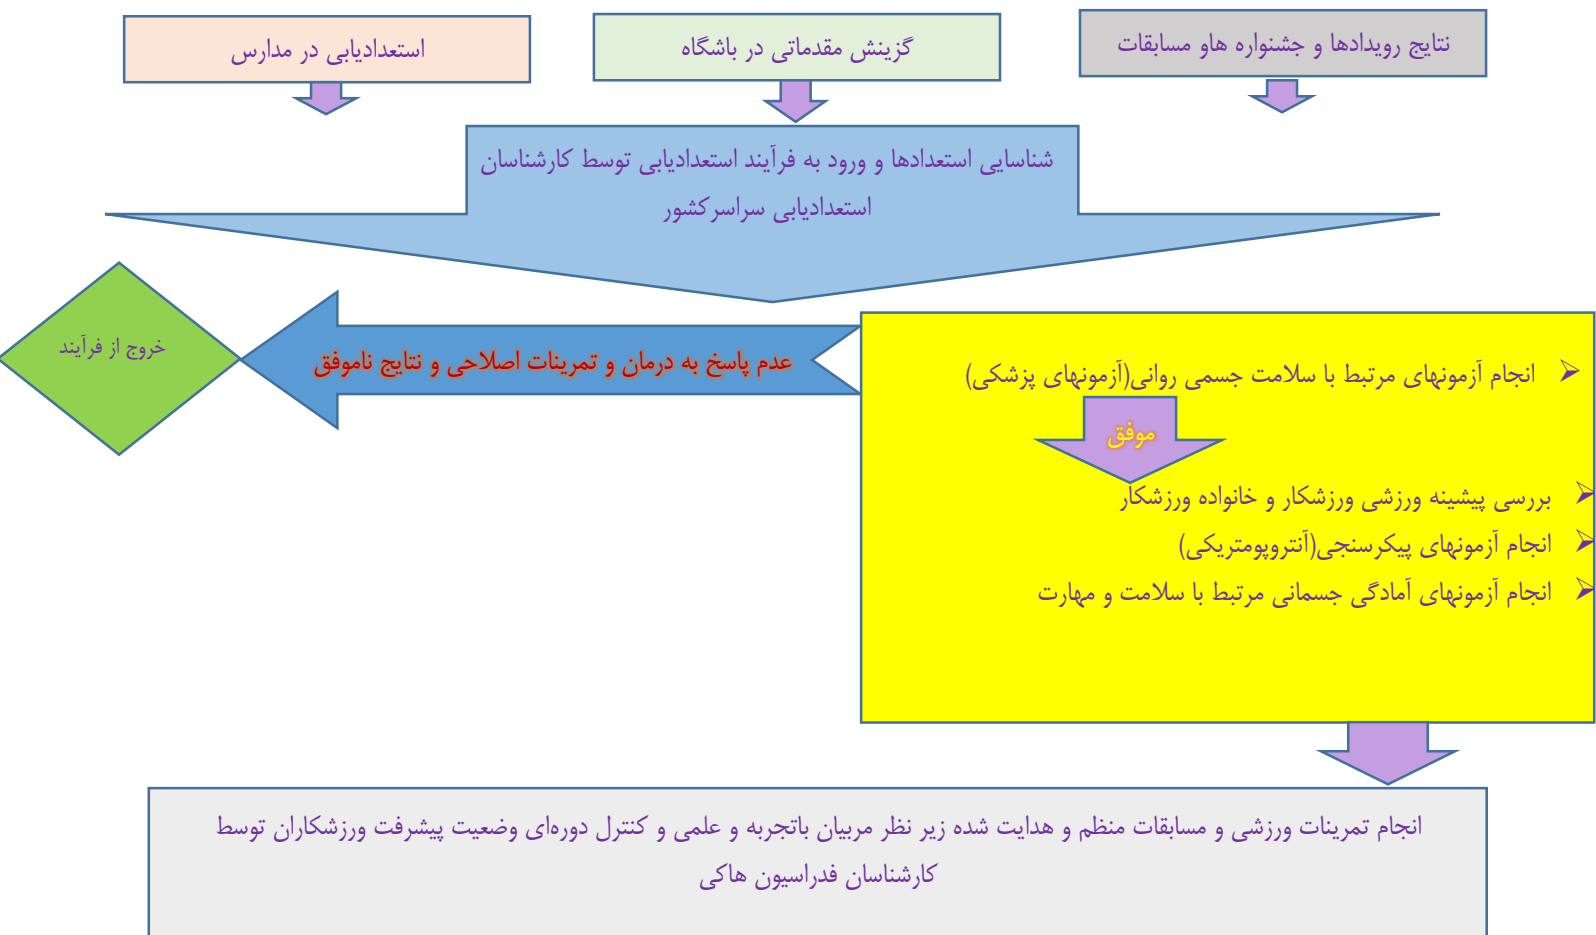 نتایج رویدادها و جشنواره هاو مسابقات
گزینش مقدماتی در باشگاه
استعدادیابی در مدارس
شناسایی استعدادها و ورود به فرآیند استعدادیابی توسط کارشناسان
استعدادیابی سراسرکشور
انجام آزمونهای مرتبط با سلامت جسمی روانی(آزمونهای پزشکی)
موفق
بررسی پیشینه ورزشی ورزشکار و خانواده ورزشکار
انجام آزمونهای پیکرسنجی(آنتروپومتریکی)
انجام آزمونهای آمادگی جسمانی مرتبط با سلامت و مهارت
عدم پاسخ به درمان و تمرینات اصلاحی و نتایج ناموفق
خروج از فرآیند
انجام تمرینات ورزشی و مسابقات منظم و هدایت شده زیر نظر مربیان باتجربه و علمی و کنترل دوره‌ای وضعیت پیشرفت ورزشکاران توسط
کارشناسان فدراسیون هاکی